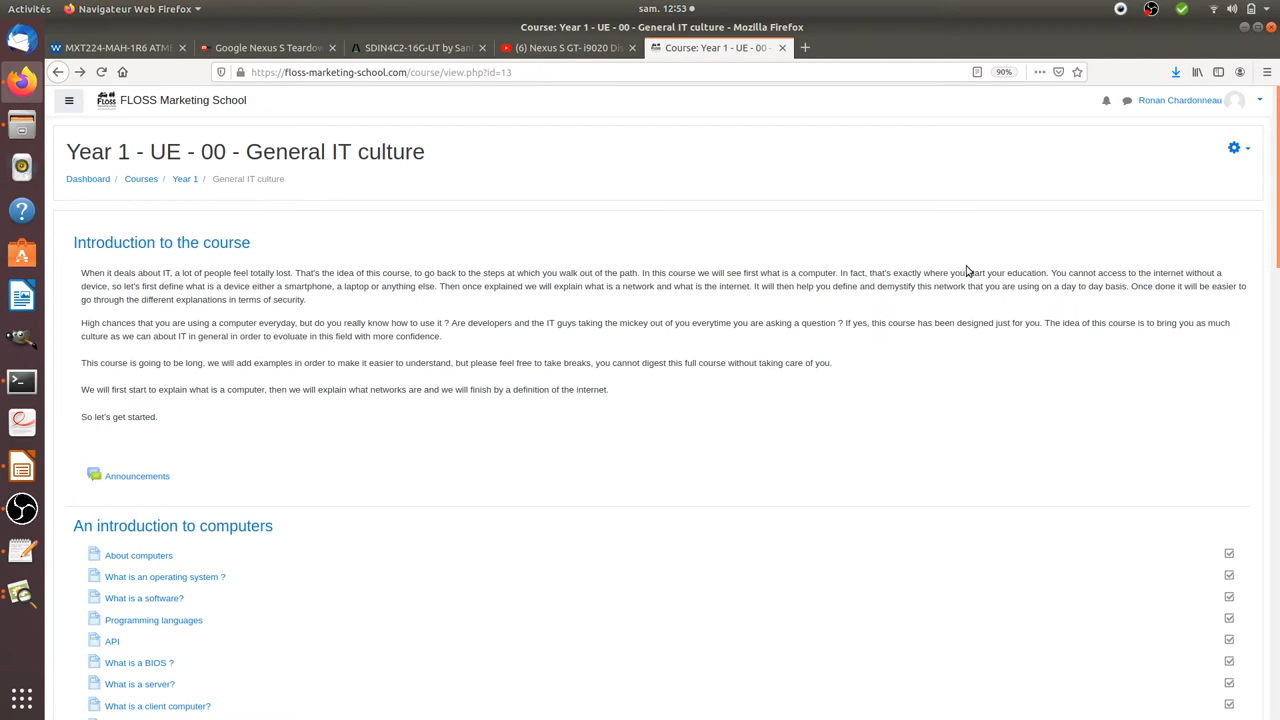 Activités
Firefox Web Browser
sam. 12:53
Course: Year 1 - UE - 00 - General IT culture - Mozilla Firefox
MXT224-MAH-1R6 ATME
Google Nexus S Teardow
SDIN4C2-16G-UT by San
(6) Nexus S GT- i9020 Dis
Course: Year 1 - UE - 00 -
https://floss-marketing-school.com/course/view.php?id=13
90%
FLOSS Marketing School
Ronan Chardonneau
Year 1 - UE - 00 - General IT culture
Dashboard / Courses / Year 1 / General IT culture
Introduction to the course
When it deals about IT, a lot of people feel totally lost. That's the idea of this course, to go back to the steps at which you walk out of the path. In this course we will see first what is a computer. In fact, that's exactly where you start your education. You cannot access to the internet without a
device, so let's first define what is a device either a smartphone, a laptop or anything else. Then once explained we will explain what is a network and what is the internet. It will then help you define and demystify this network that you are using on a day to day basis. Once done it will be easier to
go through the different explanations in terms of security.
High chances that you are using a computer everyday, but do you really know how to use it ? Are developers and the IT guys taking the mickey out of you everytime you are asking a question ? If yes, this course has been designed just for you. The idea of this course is to bring you as much
culture as we can about IT in general in order to evoluate in this field with more confidence.
This course is going to be long, we will add examples in order to make it easier to understand, but please feel free to take breaks, you cannot digest this full course without taking care of you.
We will first start to explain what is a computer, then we will explain what networks are and we will finish by a definition of the internet.
So let's get started.
Announcements
An introduction to computers
About computers
What is an operating system ?
What is a software?
Programming languages
API
What is a BIOS ?
What is a server?
What is a client computer?